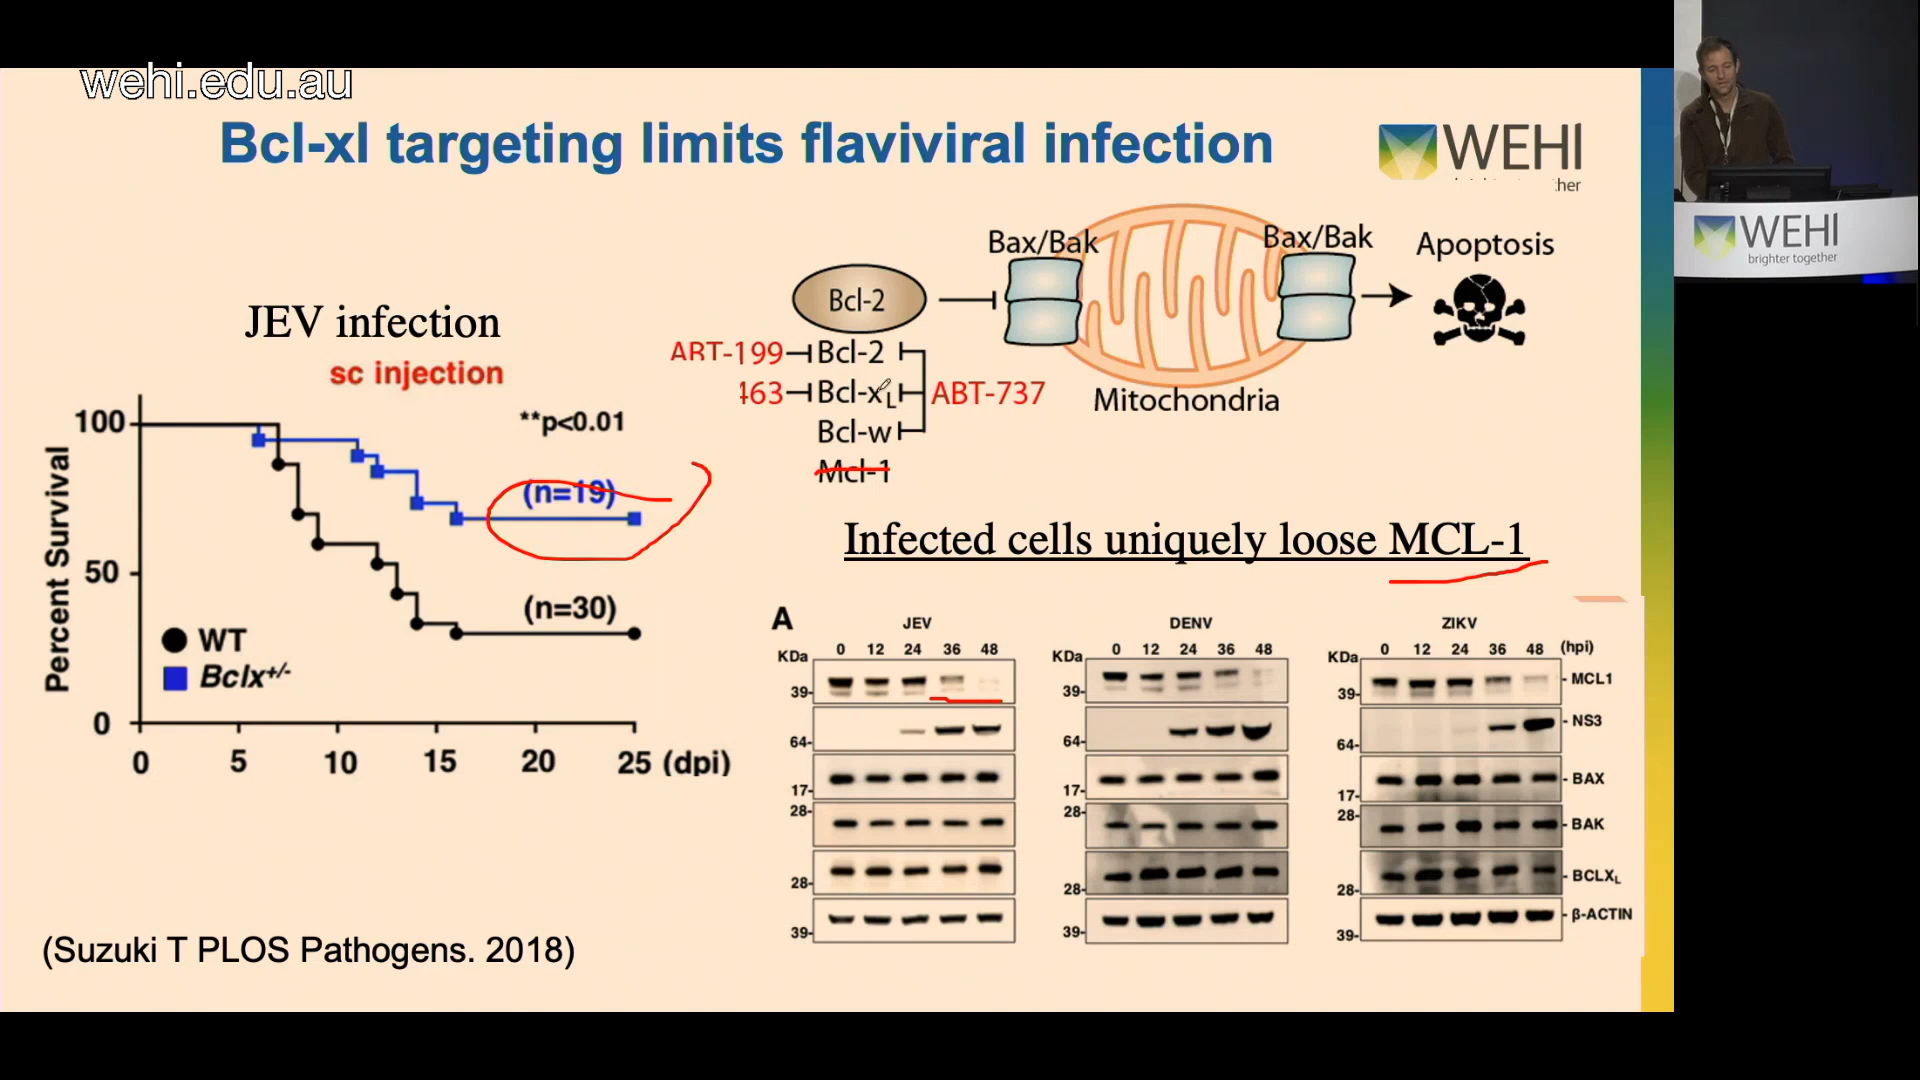 wehi.edu.au
Bcl-xl targeting limits flaviviral infection
WEHI
WEHI
brighter together
JEV infection
sc injection
100
50
0
Percent Survival
**p<0.01
(n=19)
(n=30)
WT
Bclx+/-
0 5 10 15 20 25 (dpi)
Bax/Bak
Bax/Bak
Apoptosis
Bcl-2
ABT-199
Bcl-2
463
Bcl-xL
ABT-737
Bcl-w
Mcl-1
Mitochondria
Infected cells uniquely loose MCL-1
A
JEV
DENV
ZIKV
KDa 0 12 24 36 48
KDa 0 12 24 36 48
KDa 0 12 24 36 48 (hpi)
39- 39- 39- - MCL1
64- 64- 64- - NS3
17- 17- 17- - BAX
28- 28- 28- - BAK
28- 28- 28- - BCLXL
39- 39- 39- - β-ACTIN
(Suzuki T PLOS Pathogens. 2018)